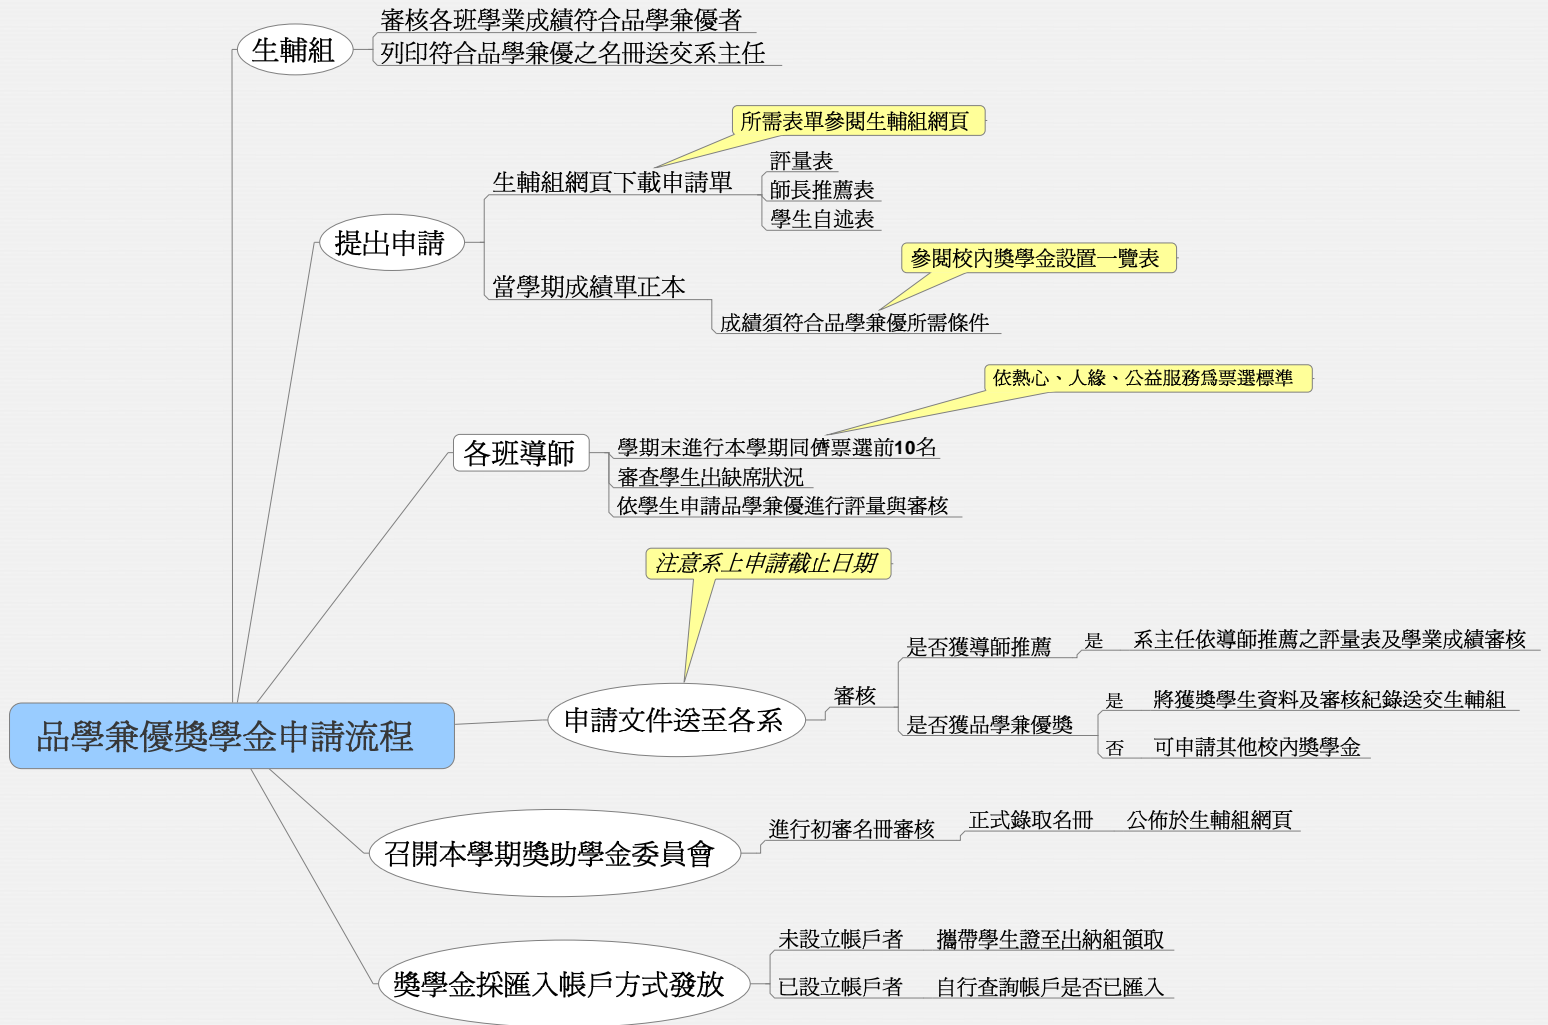 生輔組
審核各班學業成績符合品學兼優者
列印符合品學兼優之名冊送交系主任
所需表單參閱生輔組網頁
提出申請
生輔組網頁下載申請單
評量表
師長推薦表
學生自述表
當學期成績單正本
參閱校內獎學金設置一覽表
成績須符合品學兼優所需條件
依熱心、人緣、公益服務為票選標準
各班導師
學期末進行本學期同儕票選前10名
審查學生出缺席狀況
依學生申請品學兼優進行評量與審核
注意系上申請截止日期
品學兼優獎學金申請流程
申請文件送至各系
審核
是否獲導師推薦
是
系主任依導師推薦之評量表及學業成績審核
是否獲品學兼優獎
是
將獲獎學生資料及審核紀錄送交生輔組
否
可申請其他校內獎學金
召開本學期獎助學金委員會
進行初審名冊審核
正式錄取名冊
公佈於生輔組網頁
獎學金採匯入帳戶方式發放
未設立帳戶者
攜帶學生證至出納組領取
已設立帳戶者
自行查詢帳戶是否已匯入